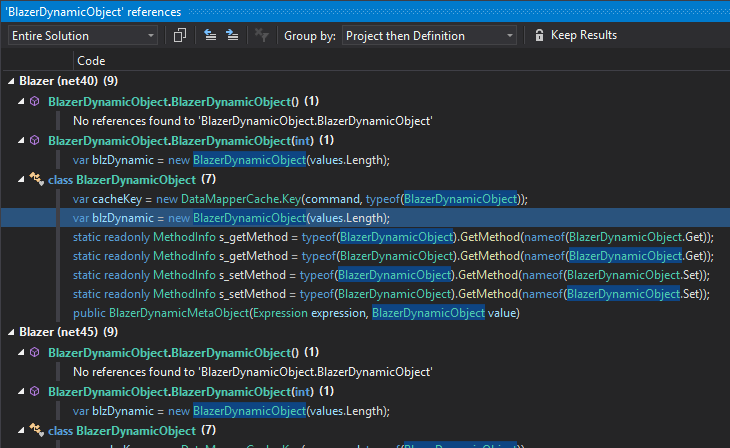 'BlazerDynamicObject' references
Entire Solution Group by: Project then Definition Keep Results
Code
Blazer (net40) (9)
BlazerDynamicObject.BlazerDynamicObject() (1)
No references found to 'BlazerDynamicObject.BlazerDynamicObject'
BlazerDynamicObject.BlazerDynamicObject(int) (1)
var blzDynamic = new BlazerDynamicObject(values.Length);
class BlazerDynamicObject (7)
var cacheKey = new DataMapperCache.Key(command, typeof(BlazerDynamicObject));
var blzDynamic = new BlazerDynamicObject(values.Length);
static readonly MethodInfo s_getMethod = typeof(BlazerDynamicObject).GetMethod(nameof(BlazerDynamicObject.Get));
static readonly MethodInfo s_getMethod = typeof(BlazerDynamicObject).GetMethod(nameof(BlazerDynamicObject.Get));
static readonly MethodInfo s_setMethod = typeof(BlazerDynamicObject).GetMethod(nameof(BlazerDynamicObject.Set));
static readonly MethodInfo s_setMethod = typeof(BlazerDynamicObject).GetMethod(nameof(BlazerDynamicObject.Set));
public BlazerDynamicMetaObject(Expression expression, BlazerDynamicObject value)
Blazer (net45) (9)
BlazerDynamicObject.BlazerDynamicObject() (1)
No references found to 'BlazerDynamicObject.BlazerDynamicObject'
BlazerDynamicObject.BlazerDynamicObject(int) (1)
var blzDynamic = new BlazerDynamicObject(values.Length);
class BlazerDynamicObject (7)